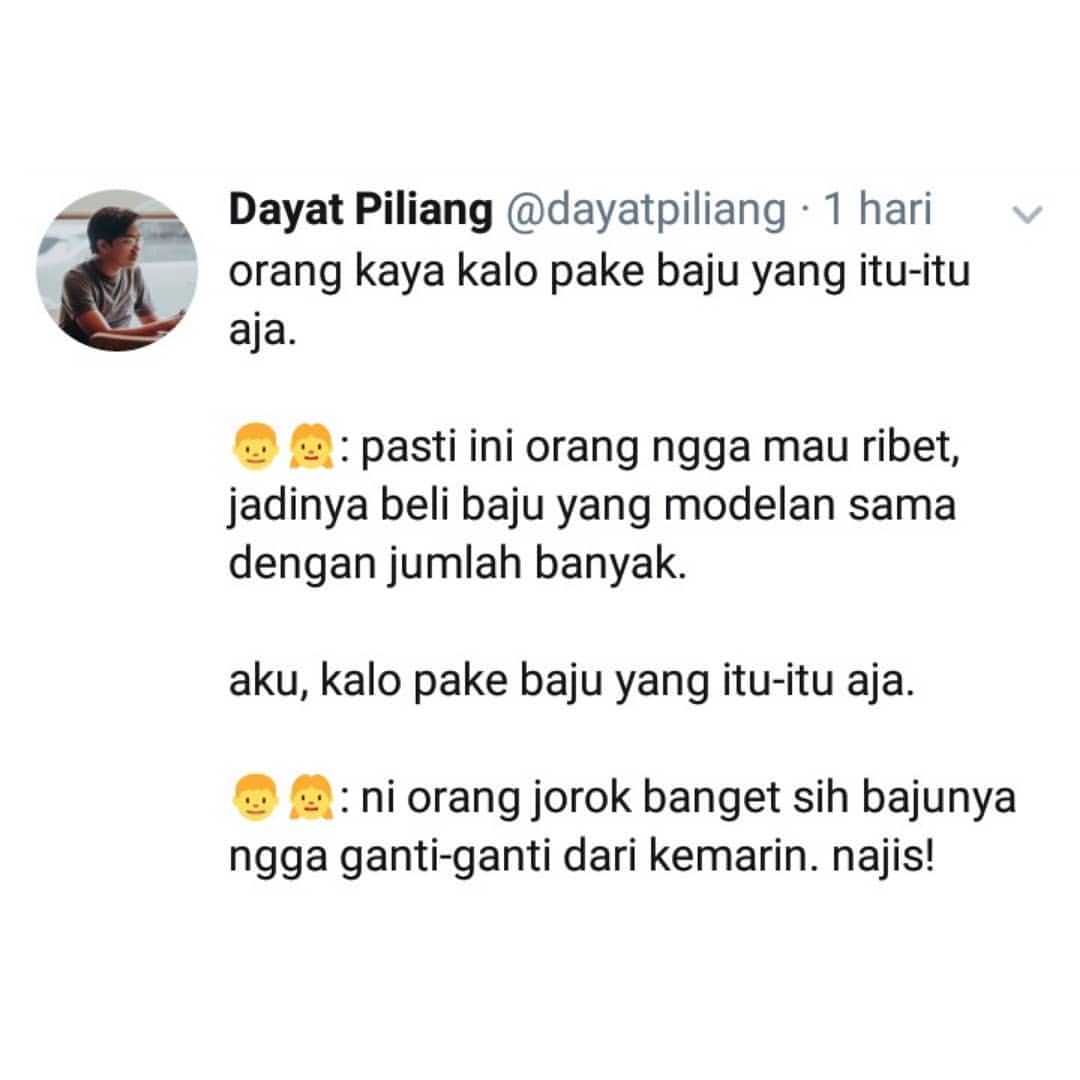 Dayat Piliang @dayatpiliang · 1 hari
orang kaya kalo pake baju yang itu-itu
aja.
👦👧: pasti ini orang ngga mau ribet,
jadinya beli baju yang modelan sama
dengan jumlah banyak.
aku, kalo pake baju yang itu-itu aja.
👦👧: ni orang jorok banget sih bajunya
ngga ganti-ganti dari kemarin. najis!